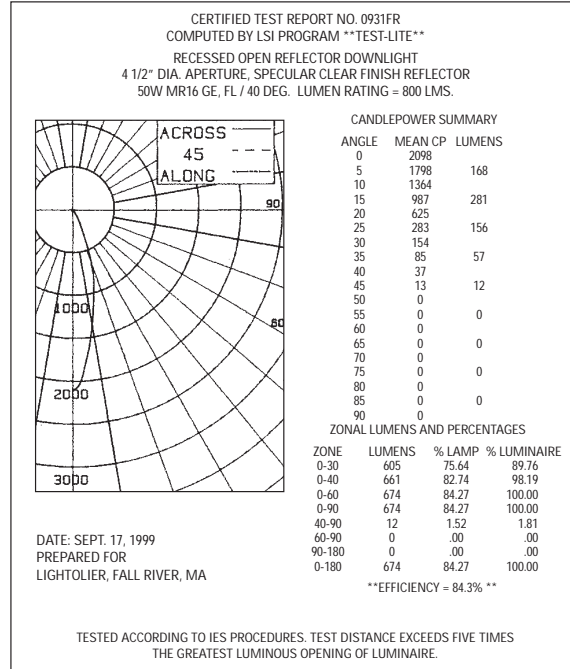 CERTIFIED TEST REPORT NO. 0931FR
COMPUTED BY LSI PROGRAM **TEST-LITE**
RECESSED OPEN REFLECTOR DOWNLIGHT
4 1/2" DIA. APERTURE, SPECULAR CLEAR FINISH REFLECTOR
50W MR16 GE, FL / 40 DEG. LUMEN RATING = 800 LMS.
ACROSS
45
ALONG
90
60
1000
2000
3000
CANDLEPOWER SUMMARY
ANGLE MEAN CP LUMENS
0 2098
5 1798 168
10 1364
15 987 281
20 625
25 283 156
30 154
35 85 57
40 37
45 13 12
50 0
55 0 0
60 0
65 0 0
70 0
75 0 0
80 0
85 0 0
90 0
ZONAL LUMENS AND PERCENTAGES
ZONE LUMENS % LAMP % LUMINAIRE
0-30 605 75.64 89.76
0-40 661 82.74 98.19
0-60 674 84.27 100.00
0-90 674 84.27 100.00
40-90 12 1.52 1.81
60-90 0 .00 .00
90-180 0 .00 .00
0-180 674 84.27 100.00
**EFFICIENCY = 84.3% **
DATE: SEPT. 17, 1999
PREPARED FOR
LIGHTOLIER, FALL RIVER, MA
TESTED ACCORDING TO IES PROCEDURES. TEST DISTANCE EXCEEDS FIVE TIMES
THE GREATEST LUMINOUS OPENING OF LUMINAIRE.